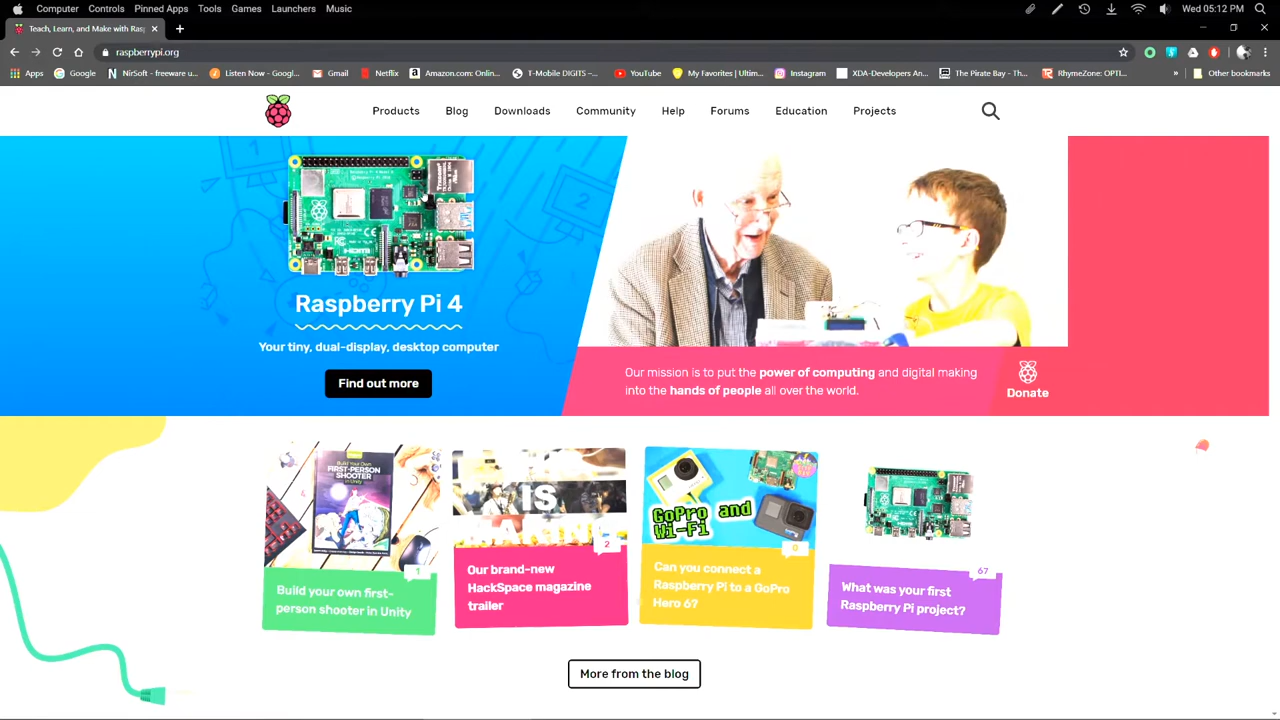 Computer Controls Pinned Apps Tools Games Launchers Music Wed 05:12 PM
Teach, Learn, and Make with Rasp
raspberrypi.org
Apps Google NirSoft - freeware u... Listen Now - Googl... Gmail Netflix Amazon.com: Onlin... T-Mobile DIGITS –... YouTube My Favorites | Ultim... Instagram XDA-Developers An... The Pirate Bay - Th... RhymeZone: OPTI... » Other bookmarks
Products Blog Downloads Community Help Forums Education Projects
Raspberry Pi 4
Your tiny, dual-display, desktop computer
Find out more
Our mission is to put the power of computing and digital making
into the hands of people all over the world.
Donate
BUILD YOUR OWN
FIRST-PERSON
SHOOTER
in Unity
1
Build your own first-
person shooter in Unity
IS
2
Our brand-new
HackSpace magazine
trailer
GoPro and
Wi-Fi
0
Can you connect a
Raspberry Pi to a GoPro
Hero 6?
67
What was your first
Raspberry Pi project?
More from the blog